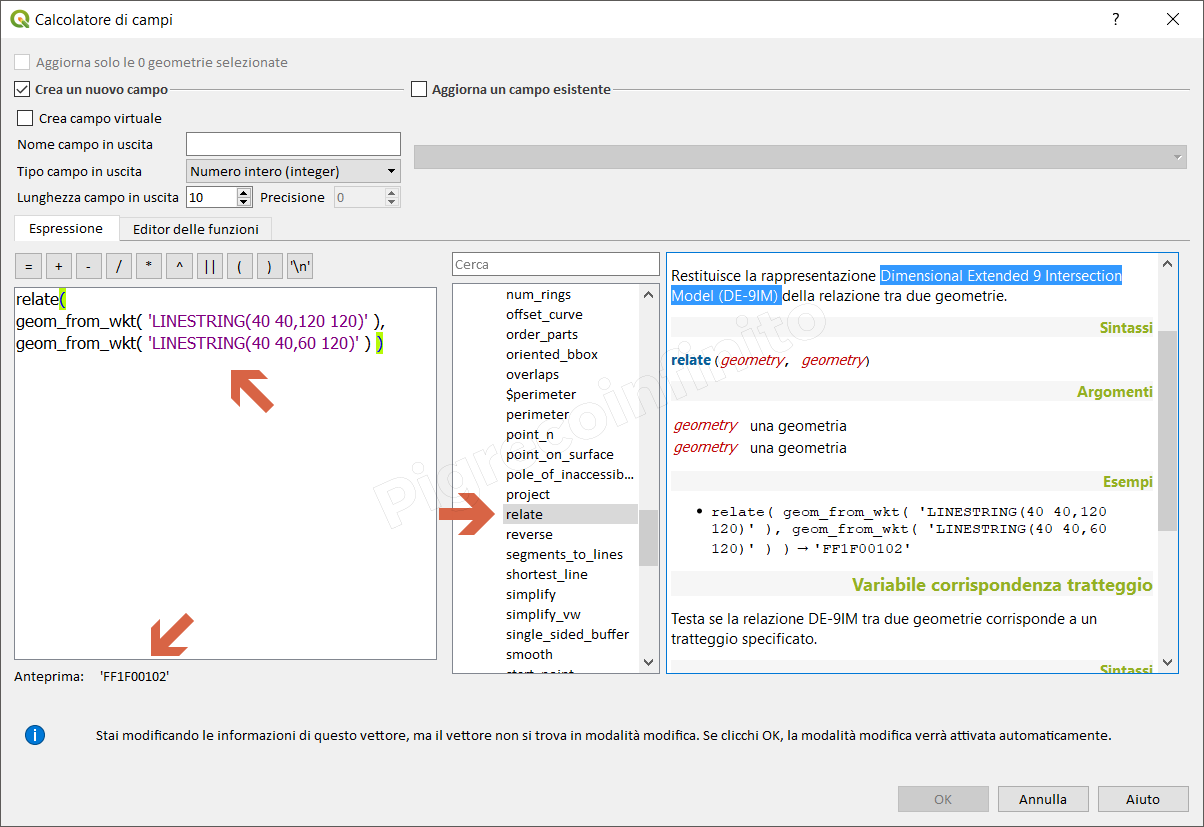 Calcolatore di campi
?
Aggiorna solo le 0 geometrie selezionate
Crea un nuovo campo
Aggiorna un campo esistente
Crea campo virtuale
Nome campo in uscita
Tipo campo in uscita
Numero intero (integer)
Lunghezza campo in uscita
10
Precisione
0
Espressione
Editor delle funzioni
= + - / * ^ || ( ) '\n'
relate(
geom_from_wkt( 'LINESTRING(40 40,120 120)' ),
geom_from_wkt( 'LINESTRING(40 40,60 120)' ) )
Anteprima: 'FF1F00102'
Cerca
num_rings
offset_curve
order_parts
oriented_bbox
overlaps
$perimeter
perimeter
point_n
point_on_surface
pole_of_inaccessib...
project
relate
reverse
segments_to_lines
shortest_line
simplify
simplify_vw
single_sided_buffer
smooth
start_point
Restituisce la rappresentazione Dimensional Extended 9 Intersection
Model (DE-9IM) della relazione tra due geometrie.
Sintassi
relate(geometry, geometry)
Argomenti
geometry una geometria
geometry una geometria
Esempi
• relate( geom_from_wkt( 'LINESTRING(40 40,120
120)' ), geom_from_wkt( 'LINESTRING(40 40,60
120)' ) ) → 'FF1F00102'
Variabile corrispondenza tratteggio
Testa se la relazione DE-9IM tra due geometrie corrisponde a un
tratteggio specificato.
Sintassi
Pigrecoinfinito
Stai modificando le informazioni di questo vettore, ma il vettore non si trova in modalità modifica. Se clicchi OK, la modalità modifica verrà attivata automaticamente.
OK
Annulla
Aiuto